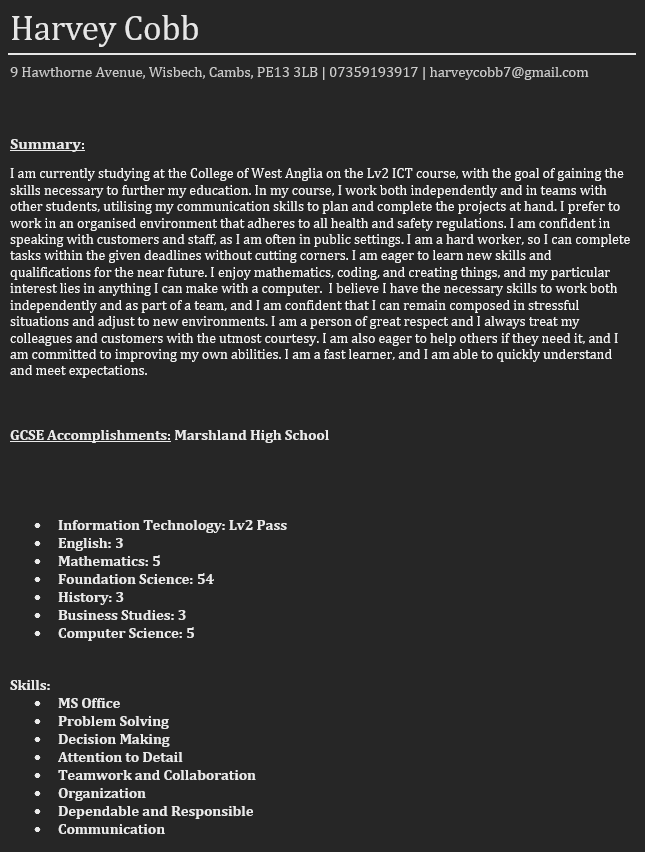 Harvey Cobb
9 Hawthorne Avenue, Wisbech, Cambs, PE13 3LB | 07359193917 | harveycobb7@gmail.com
Summary:
I am currently studying at the College of West Anglia on the Lv2 ICT course, with the goal of gaining the
skills necessary to further my education. In my course, I work both independently and in teams with
other students, utilising my communication skills to plan and complete the projects at hand. I prefer to
work in an organised environment that adheres to all health and safety regulations. I am confident in
speaking with customers and staff, as I am often in public settings. I am a hard worker, so I can complete
tasks within the given deadlines without cutting corners. I am eager to learn new skills and
qualifications for the near future. I enjoy mathematics, coding, and creating things, and my particular
interest lies in anything I can make with a computer.  I believe I have the necessary skills to work both
independently and as part of a team, and I am confident that I can remain composed in stressful
situations and adjust to new environments. I am a person of great respect and I always treat my
colleagues and customers with the utmost courtesy. I am also eager to help others if they need it, and I
am committed to improving my own abilities. I am a fast learner, and I am able to quickly understand
and meet expectations.
GCSE Accomplishments: Marshland High School
• Information Technology: Lv2 Pass
• English: 3
• Mathematics: 5
• Foundation Science: 54
• History: 3
• Business Studies: 3
• Computer Science: 5
Skills:
• MS Office
• Problem Solving
• Decision Making
• Attention to Detail
• Teamwork and Collaboration
• Organization
• Dependable and Responsible
• Communication